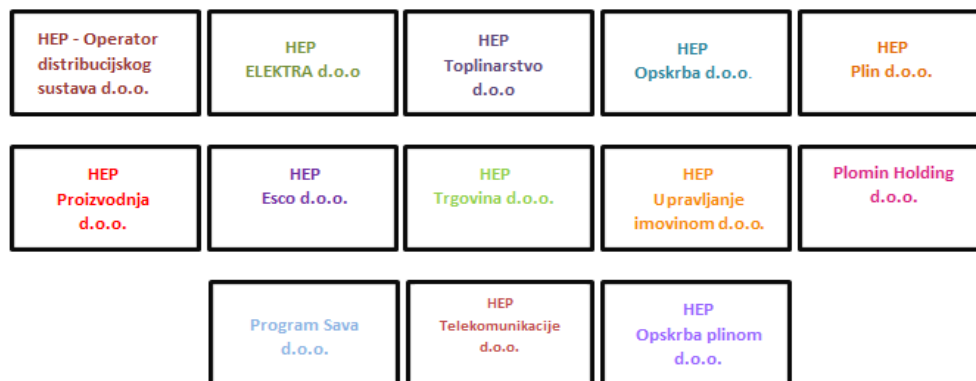 HEP - Operator
distribucijskog
sustava d.o.o.
HEP
ELEKTRA d.o.o
HEP
Toplinarstvo
d.o.o
HEP
Opskrba d.o.o.
HEP
Plin d.o.o.
HEP
Proizvodnja
d.o.o.
HEP
Esco d.o.o.
HEP
Trgovina d.o.o.
HEP
Upravljanje
imovinom d.o.o.
Plomin Holding
d.o.o.
Program Sava
d.o.o.
HEP
Telekomunikacije
d.o.o.
HEP
Opskrba plinom
d.o.o.